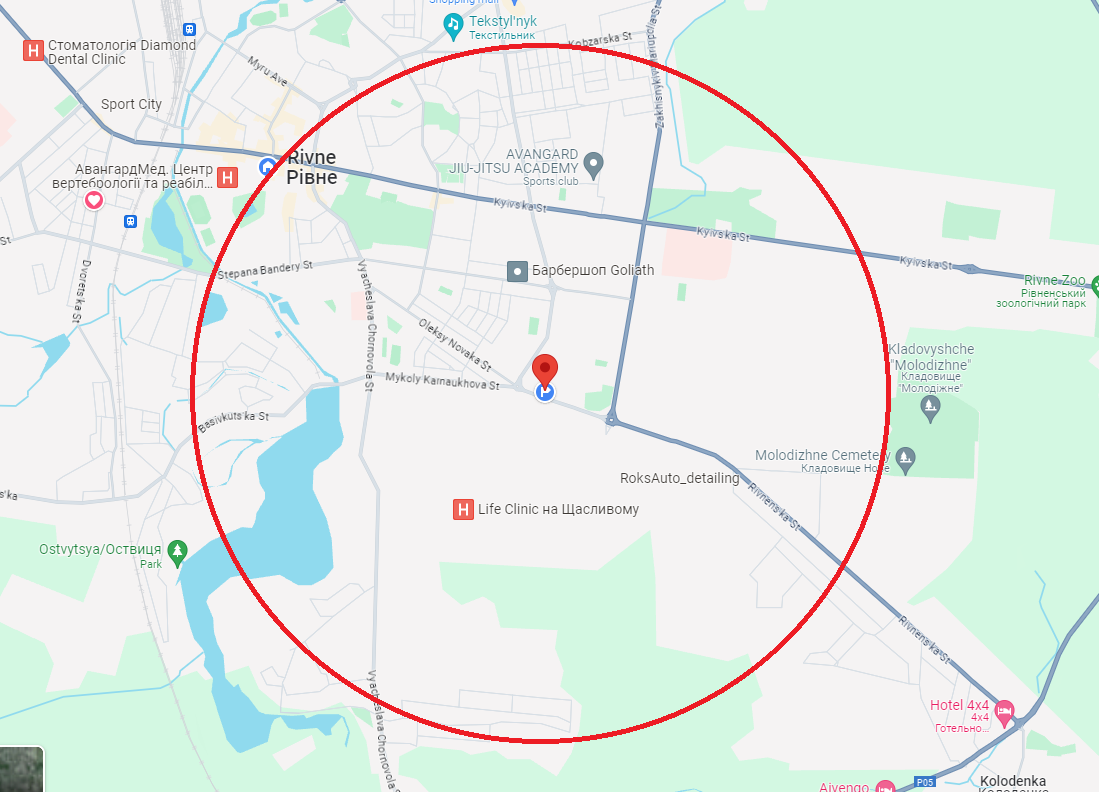 Shopping mall
Tekstyl'nyk
Текстильник
Kobzarska St
Стоматологія Diamond
Dental Clinic
Myru Ave
Sport City
Rivne
Рівне
АвангардМед. Центр
вертебрології та реабіл...
AVANGARD
JIU-JITSU ACADEMY
Sports club
Kyivska St
Kyivska St
Kyivska St
Stepana Bandery St
Барбершоп Goliath
Rivne Zoo
Рівненський
зоологічний парк
St
Dvorets'ka St
Vyacheslava Chornovola St
Oleksy Novaka St
Mykoly Karnaukhova St
Basivkuts'ka St
Kladovyshche
"Molodizhne"
Кладовище
"Молодіжне"
Molodizhne Cemetery
Кладовище Нове
RoksAuto_detailing
Rivnens'ka St
s'ka
Life Clinic на Щасливому
Ostvytsya/Оствиця
Park
Rivnens'ka St
Vyacheslava Chornovola St
Hotel 4x4
4x4
Готельно...
P05
Kolodenka
Aivengo